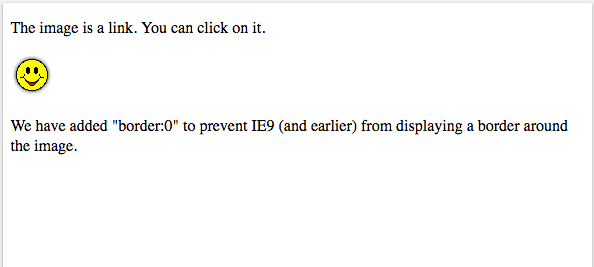 The image is a link. You can click on it.
We have added "border:0" to prevent IE9 (and earlier) from displaying a border around
the image.